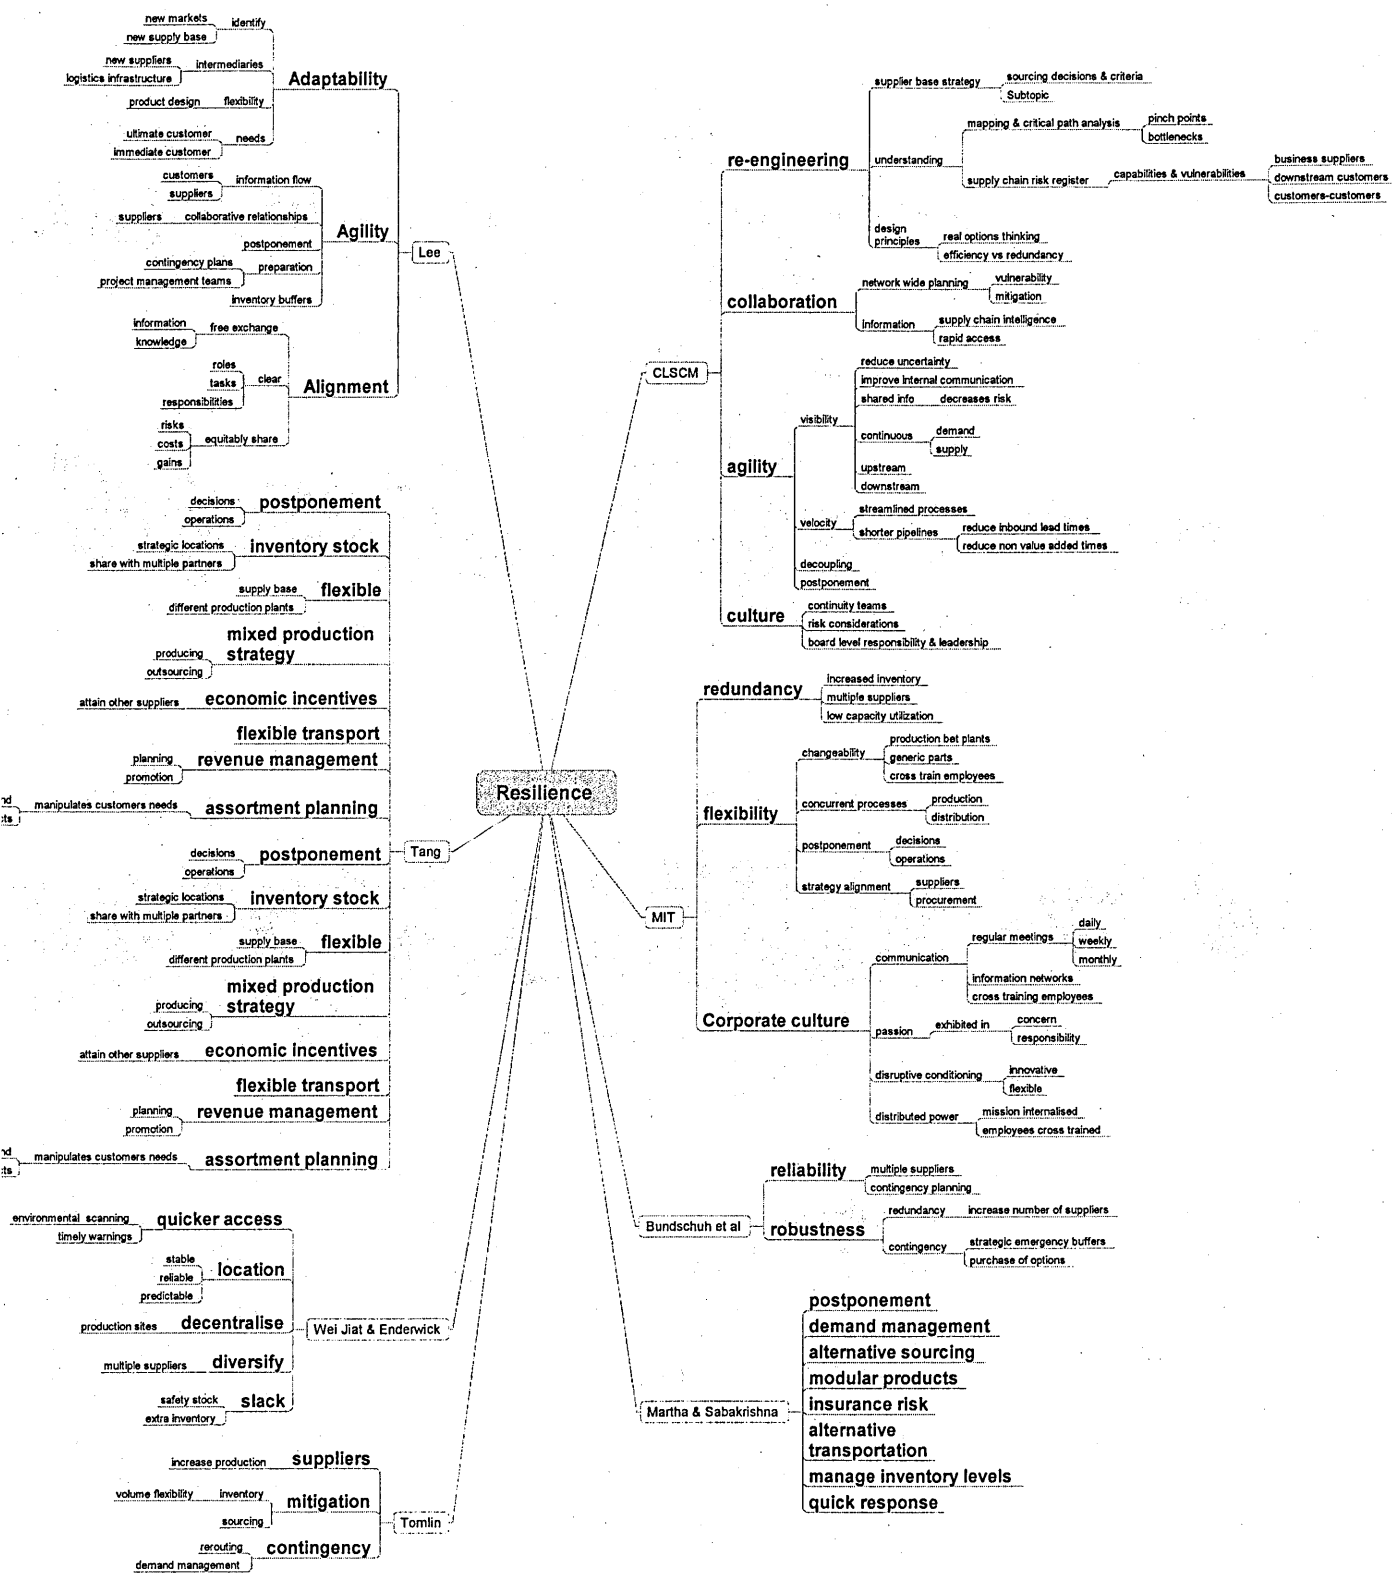 new markets
new supply base
identify
new suppliers
logistics infrastructure
intermediaries
product design
flexibility
ultimate customer
immediate customer
needs
Adaptability
customers
suppliers
information flow
suppliers
collaborative relationships
postponement
contingency plans
project management teams
preparation
inventory buffers
Agility
information
knowledge
free exchange
roles
tasks
responsibilities
clear
risks
costs
gains
equitably share
Alignment
Lee
decisions
operations
postponement
strategic locations
share with multiple partners
inventory stock
supply base
different production plants
flexible
producing
outsourcing
mixed production
strategy
attain other suppliers
economic incentives
flexible transport
planning
promotion
revenue management
manipulates customers needs
assortment planning
Tang
decisions
operations
postponement
strategic locations
share with multiple partners
inventory stock
supply base
different production plants
flexible
producing
outsourcing
mixed production
strategy
attain other suppliers
economic incentives
flexible transport
planning
promotion
revenue management
manipulates customers needs
assortment planning
environmental scanning
timely warnings
quicker access
stable
reliable
predictable
location
production sites
decentralise
multiple suppliers
diversify
safety stock
extra inventory
slack
Wei Jiat & Enderwick
increase production
suppliers
volume flexibility
inventory
sourcing
mitigation
rerouting
demand management
contingency
Tomlin
Resilience
CLSCM
re-engineering
supplier base strategy
sourcing decisions & criteria
Subtopic
understanding
mapping & critical path analysis
pinch points
bottlenecks
supply chain risk register
capabilities & vulnerabilities
business suppliers
downstream customers
customers-customers
design
principles
real options thinking
efficiency vs redundancy
collaboration
network wide planning
vulnerability
mitigation
information
supply chain intelligence
rapid access
agility
visibility
reduce uncertainty
improve internal communication
shared info
decreases risk
continuous
demand
supply
upstream
downstream
velocity
streamlined processes
shorter pipelines
reduce inbound lead times
reduce non value added times
decoupling
postponement
culture
continuity teams
risk considerations
board level responsibility & leadership
MIT
redundancy
increased inventory
multiple suppliers
low capacity utilization
flexibility
changeability
production bet plants
generic parts
cross train employees
concurrent processes
production
distribution
postponement
decisions
operations
strategy alignment
suppliers
procurement
Corporate culture
communication
regular meetings
daily
weekly
monthly
information networks
cross training employees
passion
exhibited in
concern
responsibility
disruptive conditioning
innovative
flexible
distributed power
mission internalised
employees cross trained
Bundschuh et al
reliability
multiple suppliers
contingency planning
robustness
redundancy
increase number of suppliers
contingency
strategic emergency buffers
purchase of options
Martha & Sabakrishna
postponement
demand management
alternative sourcing
modular products
insurance risk
alternative
transportation
manage inventory levels
quick response